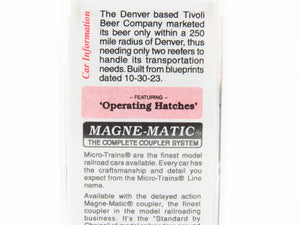 Car Information
The Denver based Tivoli
Beer Company marketed
its beer only within a 250
mile radius of Denver, thus
needing only two reefers to
handle its transportation
needs. Built from blueprints
dated 10-30-23.
– FEATURING –
'Operating Hatches'
MAGNE-MATIC
THE COMPLETE COUPLER SYSTEM
Micro-Trains® are the finest model
railroad cars available. Every car has
the craftsmanship and detail you
expect from the Micro-Trains® Line
name.
Available with the delayed action
Magne-Matic® coupler, the finest
coupler in the model railroading
business. It's the "Standard by